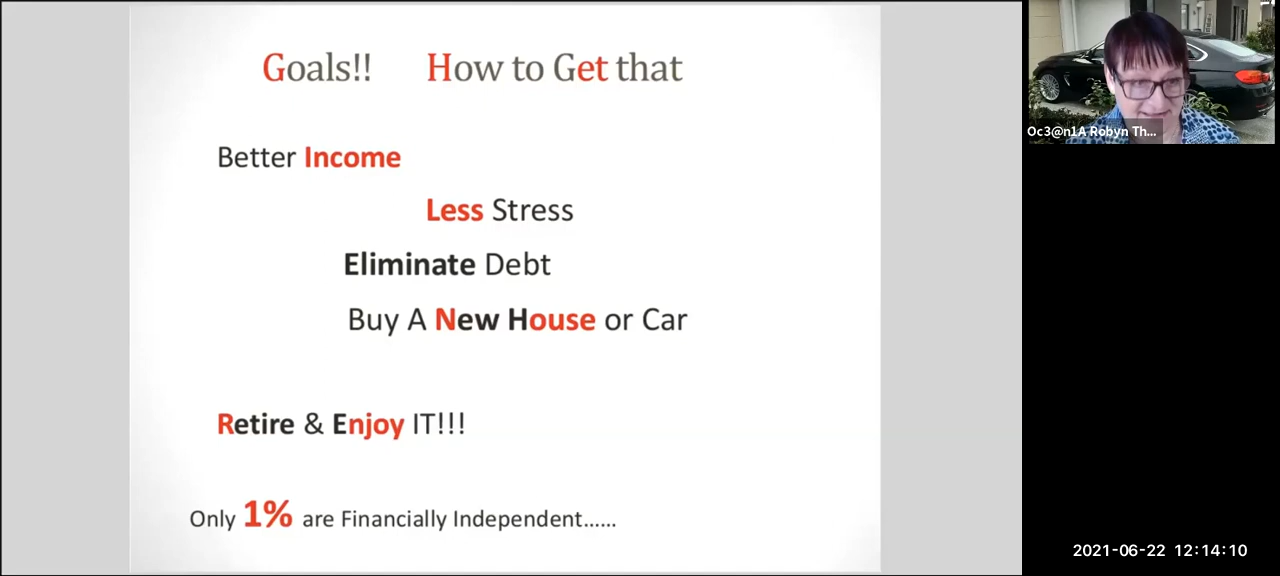 Goals!! How to Get that
Better Income
Less Stress
Eliminate Debt
Buy A New House or Car
Retire & Enjoy IT!!!
Only 1% are Financially Independent......
Oc3@n1A Robyn Th...
2021-06-22 12:14:10